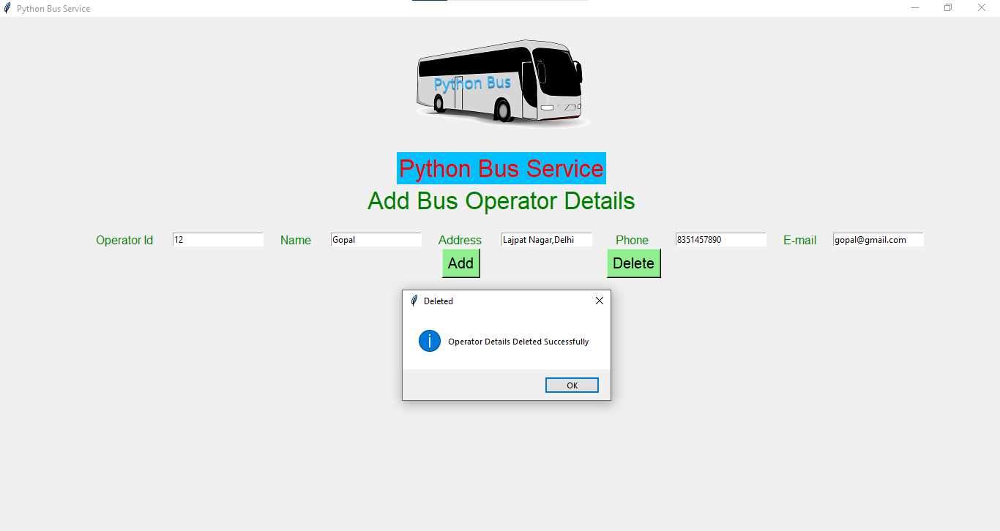 Python Bus Service
Python Bus
Python Bus Service
Add Bus Operator Details
Operator Id 12 Name Gopal Address Lajpat Nagar,Delhi Phone 8351457890 E-mail gopal@gmail.com
Add Delete
Deleted
Operator Details Deleted Successfully
OK